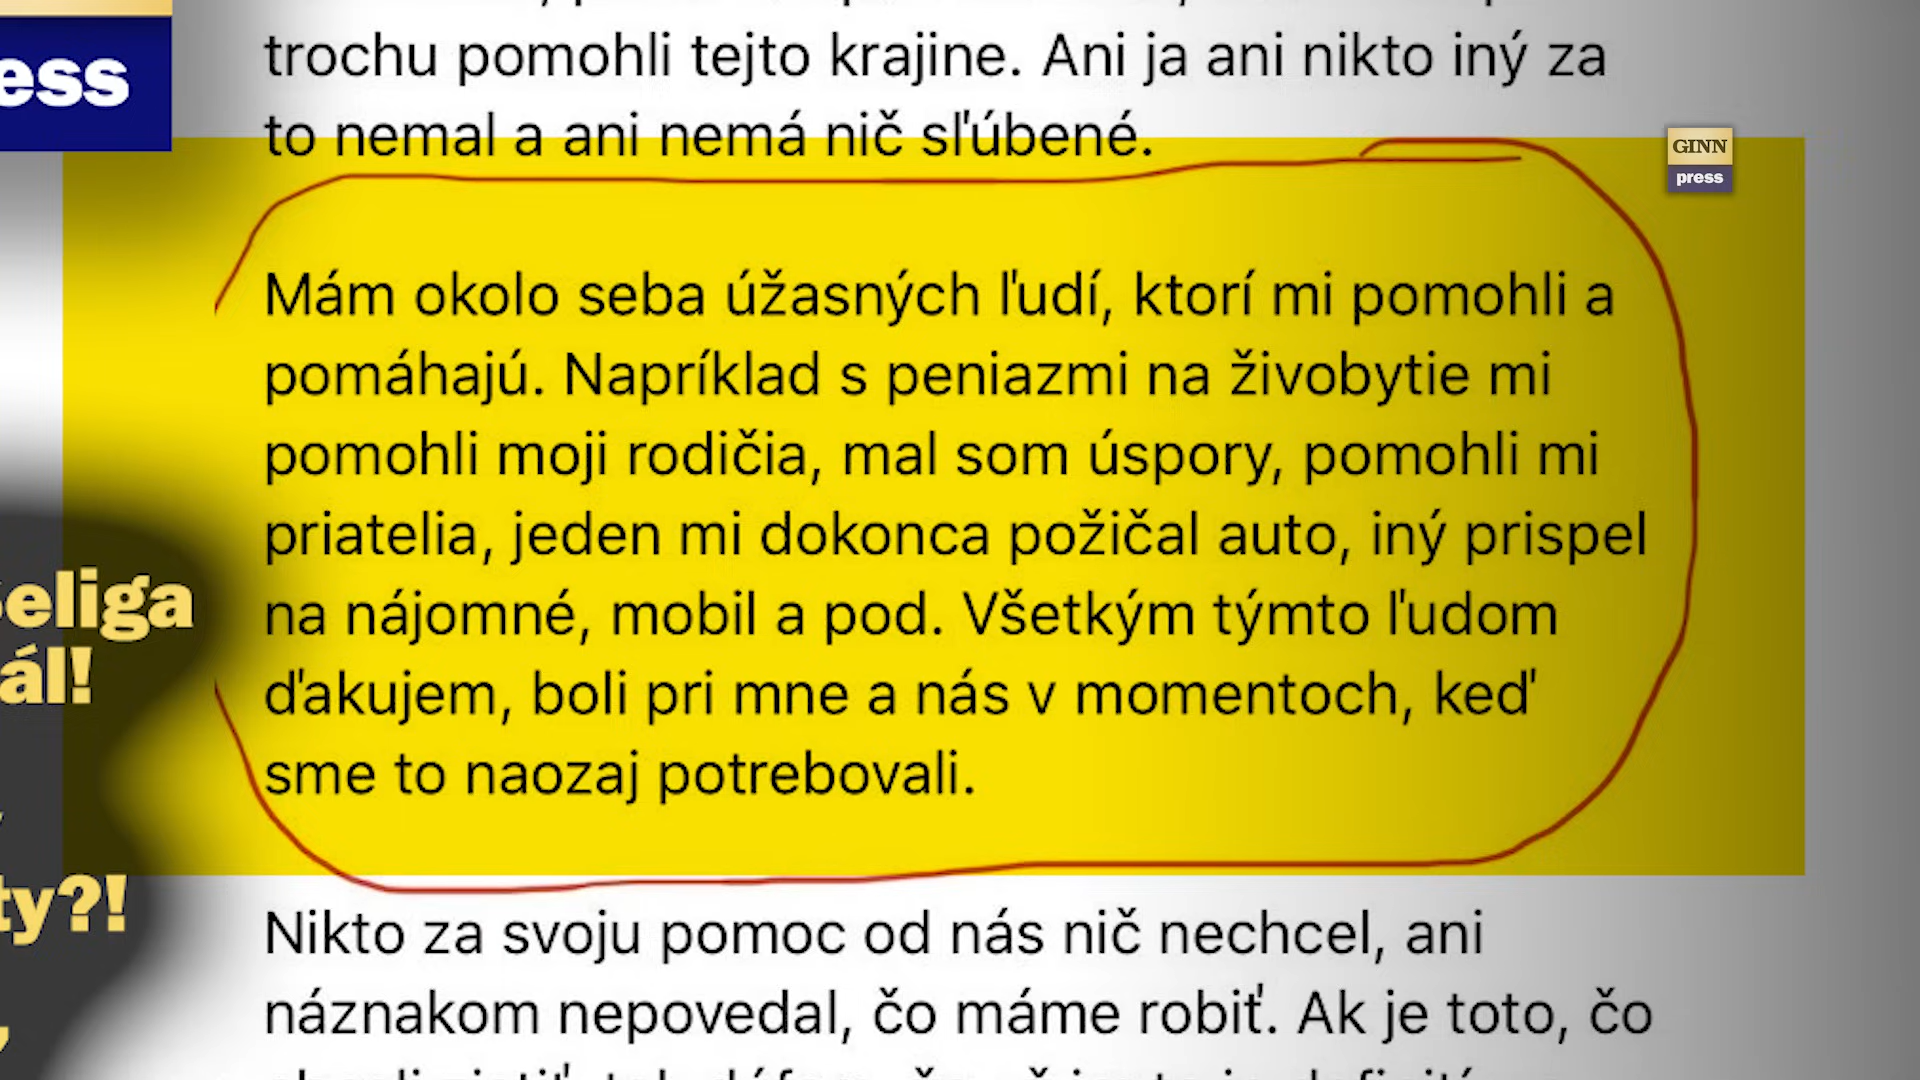 trochu pomohli tejto krajine. Ani ja ani nikto iný za
to nemal a ani nemá nič sľúbené.
Mám okolo seba úžasných ľudí, ktorí mi pomohli a
pomáhajú. Napríklad s peniazmi na živobytie mi
pomohli moji rodičia, mal som úspory, pomohli mi
priatelia, jeden mi dokonca požičal auto, iný prispel
na nájomné, mobil a pod. Všetkým týmto ľudom
ďakujem, boli pri mne a nás v momentoch, keď
sme to naozaj potrebovali.
Nikto za svoju pomoc od nás nič nechcel, ani
náznakom nepovedal, čo máme robiť. Ak je toto, čo
GINN
press
ess
eliga
ál!
ty?!